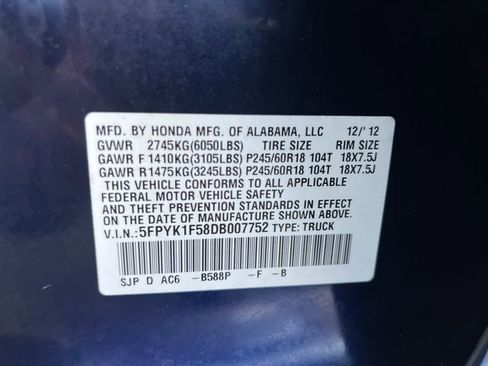 MFD. BY HONDA MFG. OF ALABAMA, LLC 12/'12
GVWR 2745KG(6050LBS) TIRE SIZE RIM SIZE
GAWR F 1410KG(3105LBS) P245/60R18 104T 18X7.5J
GAWR R 1475KG(3245LBS) P245/60R18 104T 18X7.5J
THIS VEHICLE CONFORMS TO ALL APPLICABLE
FEDERAL MOTOR VEHICLE SAFETY
AND THEFT PREVENTION STANDARDS IN EFFECT
ON THE DATE OF MANUFACTURE SHOWN ABOVE.
V.I.N.:5FPYK1F58DB007752 TYPE: TRUCK
SJP D AC6 -B588P -F -B